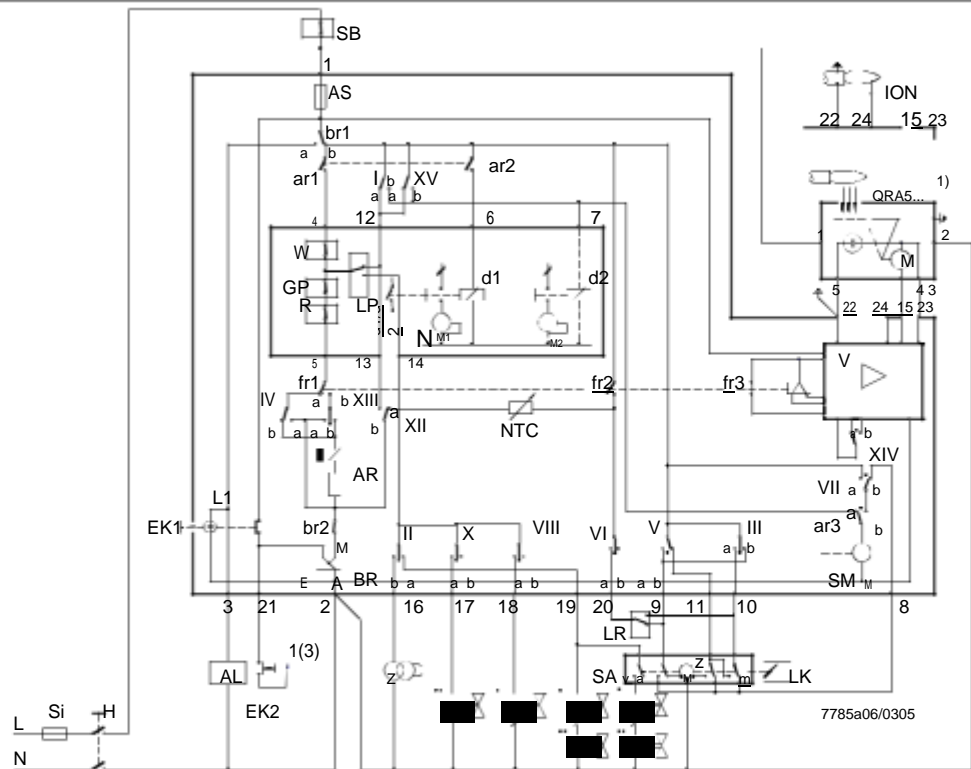 SB
1
AS
ION
22 24 15 23
br1
a b
ar1
I b XV
a a b
ar2
QRA5... 1)
1 2
M
4 12 6 7
W
GP
R
LP
d1
d2
2
N M1
M2
5 4 3
22 24 15 23
5 13 14
fr1
fr2
fr3
V
IV
a b XIII
a
b a a b
b XII
NTC
a b
XIV
AR
VII a b
L1
EK1
br2
II X VIII VI V III
a b
ar3
a
b
M
E A BR
b a a b a b a b a b
SM M
3 21 2 16 17 18 19 20 9 11 10 8
LR
1(3)
AL
EK2
Z
SA v a
z
M
m
LK
7785a06/0305
L Si H
N